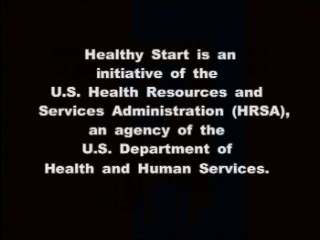 Healthy Start is an
initiative of the
U.S. Health Resources and
Services Administration (HRSA),
an agency of the
U.S. Department of
Health and Human Services.